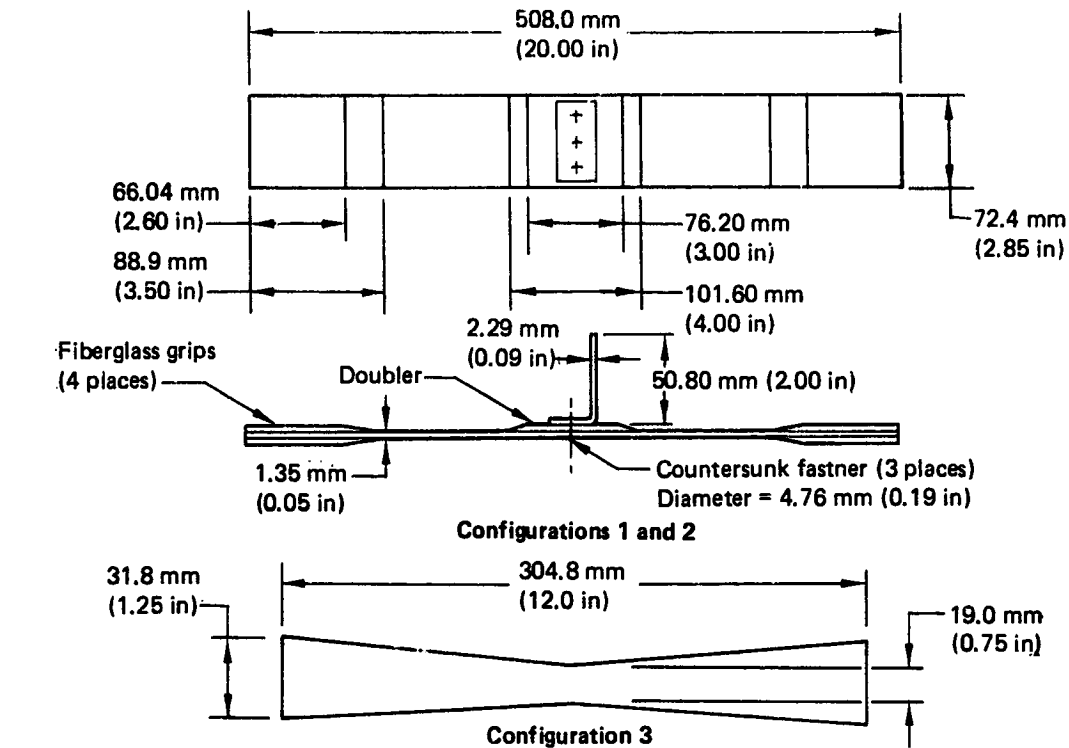 508.0 mm
(20.00 in)
66.04 mm
(2.60 in)
88.9 mm
(3.50 in)
76.20 mm
(3.00 in)
72.4 mm
(2.85 in)
101.60 mm
(4.00 in)
2.29 mm
(0.09 in)
50.80 mm (2.00 in)
Fiberglass grips
(4 places)
Doubler
1.35 mm
(0.05 in)
Countersunk fastner (3 places)
Diameter = 4.76 mm (0.19 in)
Configurations 1 and 2
31.8 mm
(1.25 in)
304.8 mm
(12.0 in)
19.0 mm
(0.75 in)
Configuration 3